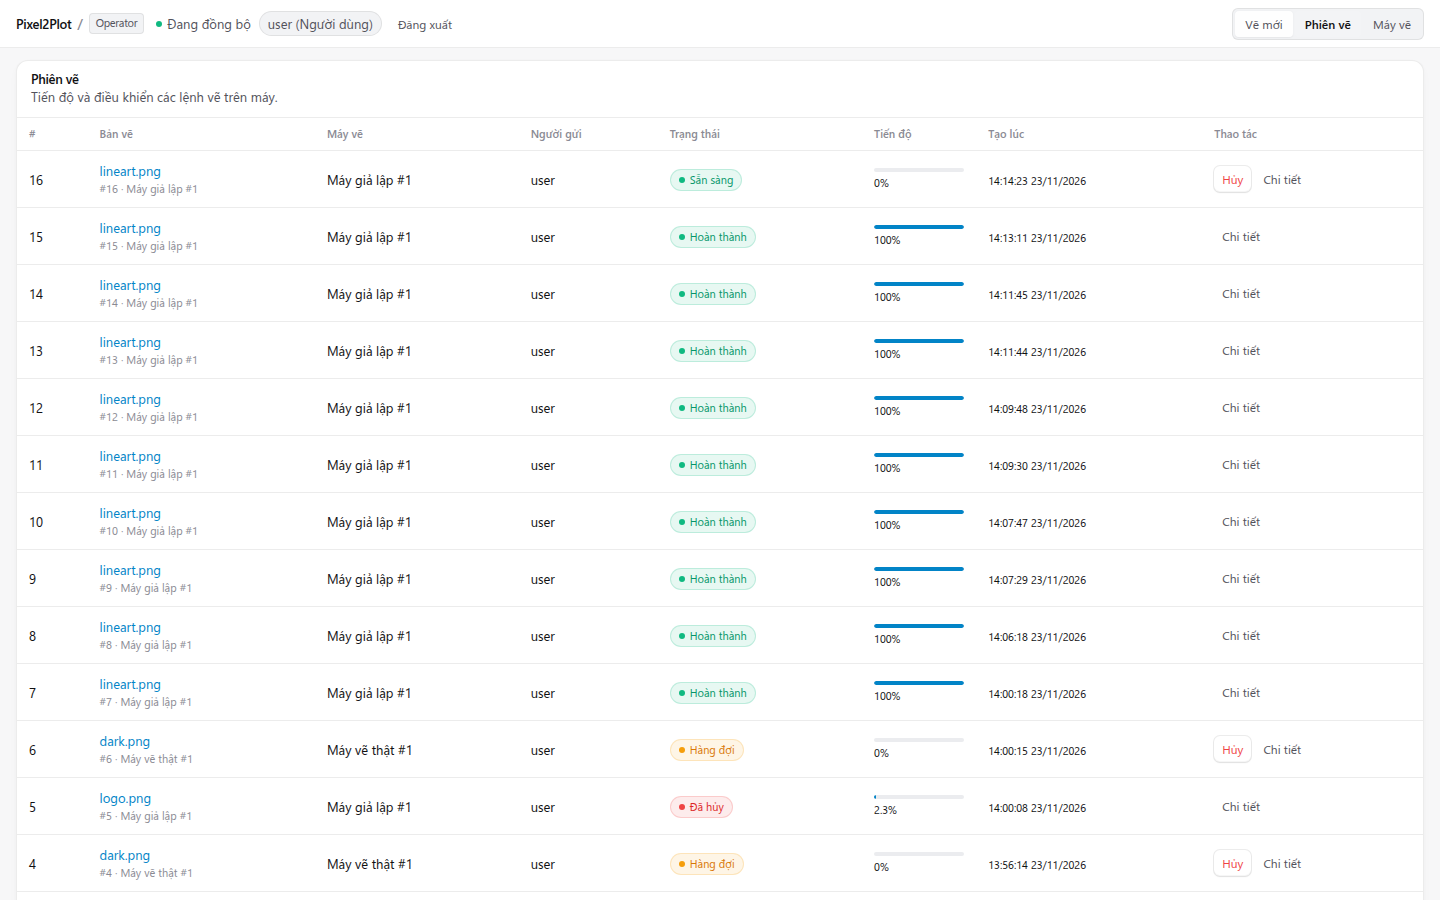 Pixel2Plot / Operator Đang đồng bộ user (Người dùng) Đăng xuất Vẽ mới Phiên vẽ Máy vẽ
Phiên vẽ
Tiến độ và điều khiển các lệnh vẽ trên máy.
# Bản vẽ Máy vẽ Người gửi Trạng thái Tiến độ Tạo lúc Thao tác
16 lineart.png Máy giả lập #1 user Sẵn sàng 0% 14:14:23 23/11/2026 Hủy Chi tiết
#16 · Máy giả lập #1
15 lineart.png Máy giả lập #1 user Hoàn thành 100% 14:13:11 23/11/2026 Chi tiết
#15 · Máy giả lập #1
14 lineart.png Máy giả lập #1 user Hoàn thành 100% 14:11:45 23/11/2026 Chi tiết
#14 · Máy giả lập #1
13 lineart.png Máy giả lập #1 user Hoàn thành 100% 14:11:44 23/11/2026 Chi tiết
#13 · Máy giả lập #1
12 lineart.png Máy giả lập #1 user Hoàn thành 100% 14:09:48 23/11/2026 Chi tiết
#12 · Máy giả lập #1
11 lineart.png Máy giả lập #1 user Hoàn thành 100% 14:09:30 23/11/2026 Chi tiết
#11 · Máy giả lập #1
10 lineart.png Máy giả lập #1 user Hoàn thành 100% 14:07:47 23/11/2026 Chi tiết
#10 · Máy giả lập #1
9 lineart.png Máy giả lập #1 user Hoàn thành 100% 14:07:29 23/11/2026 Chi tiết
#9 · Máy giả lập #1
8 lineart.png Máy giả lập #1 user Hoàn thành 100% 14:06:18 23/11/2026 Chi tiết
#8 · Máy giả lập #1
7 lineart.png Máy giả lập #1 user Hoàn thành 100% 14:00:18 23/11/2026 Chi tiết
#7 · Máy giả lập #1
6 dark.png Máy vẽ thật #1 user Hàng đợi 0% 14:00:15 23/11/2026 Hủy Chi tiết
#6 · Máy vẽ thật #1
5 logo.png Máy giả lập #1 user Đã hủy 2.3% 14:00:08 23/11/2026 Chi tiết
#5 · Máy giả lập #1
4 dark.png Máy vẽ thật #1 user Hàng đợi 0% 13:56:14 23/11/2026 Hủy Chi tiết
#4 · Máy vẽ thật #1